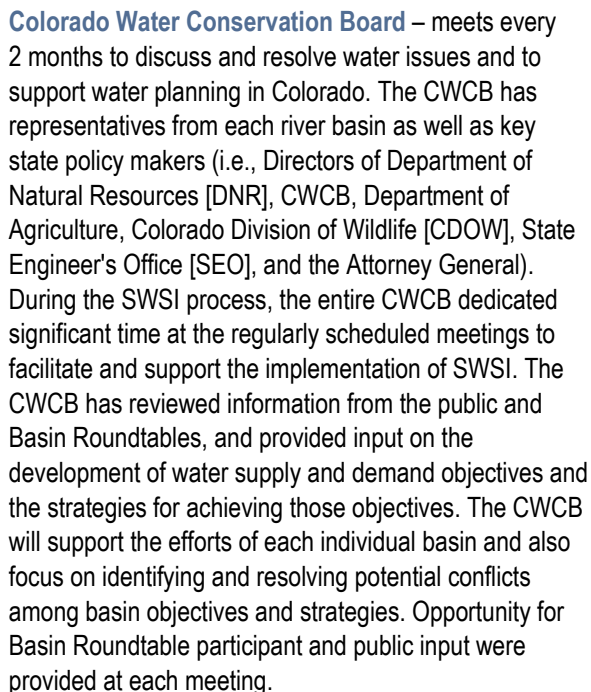 Colorado Water Conservation Board – meets every
2 months to discuss and resolve water issues and to
support water planning in Colorado. The CWCB has
representatives from each river basin as well as key
state policy makers (i.e., Directors of Department of
Natural Resources [DNR], CWCB, Department of
Agriculture, Colorado Division of Wildlife [CDOW], State
Engineer's Office [SEO], and the Attorney General).
During the SWSI process, the entire CWCB dedicated
significant time at the regularly scheduled meetings to
facilitate and support the implementation of SWSI. The
CWCB has reviewed information from the public and
Basin Roundtables, and provided input on the
development of water supply and demand objectives and
the strategies for achieving those objectives. The CWCB
will support the efforts of each individual basin and also
focus on identifying and resolving potential conflicts
among basin objectives and strategies. Opportunity for
Basin Roundtable participant and public input were
provided at each meeting.